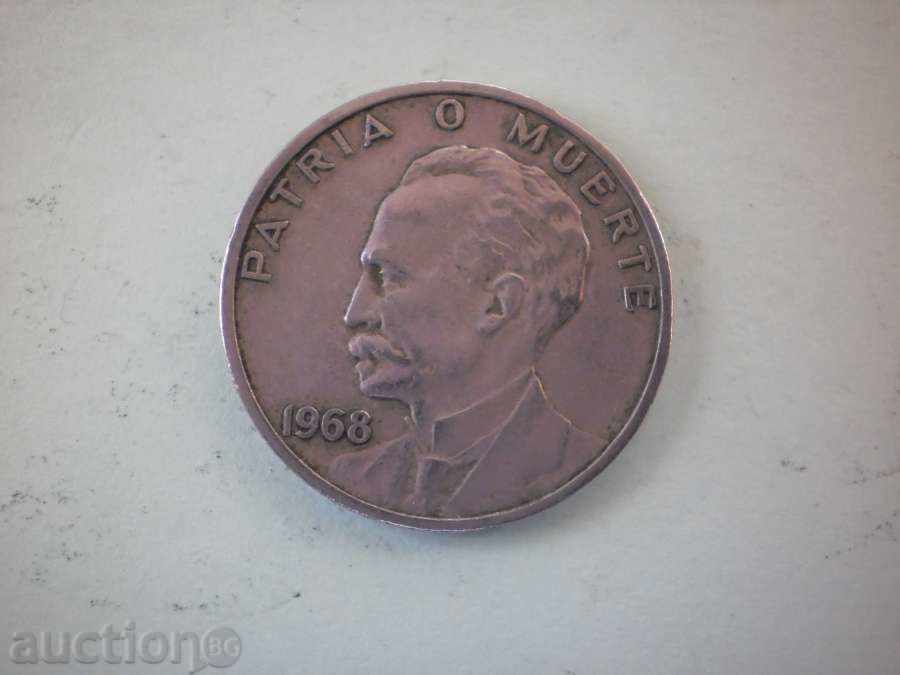 PATRIA O MUERTE
1968
auctionBG